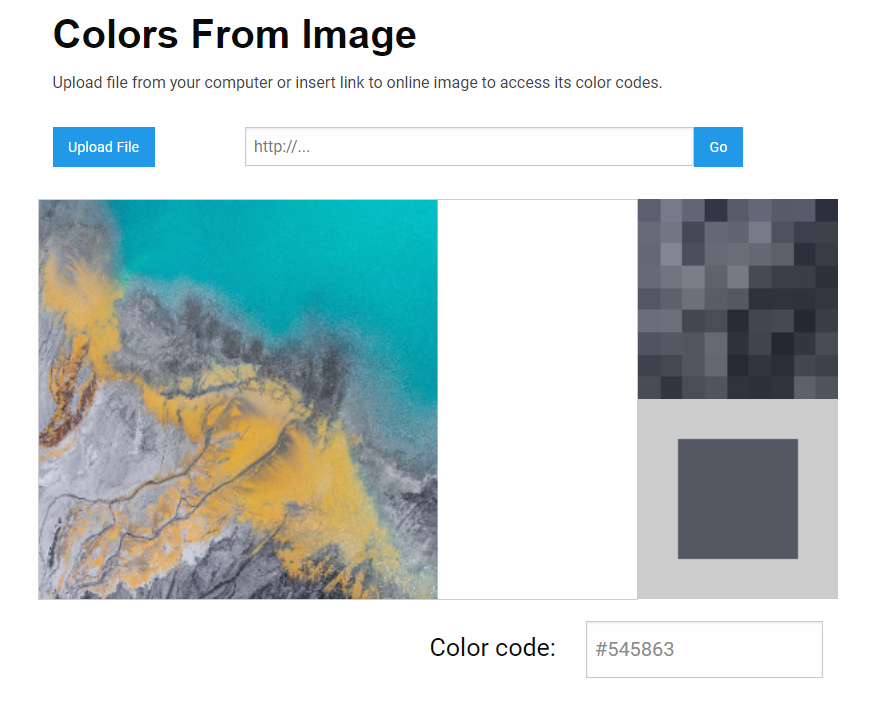 Colors From Image
Upload file from your computer or insert link to online image to access its color codes.
Upload File
http://...
Go
Color code:
#545863